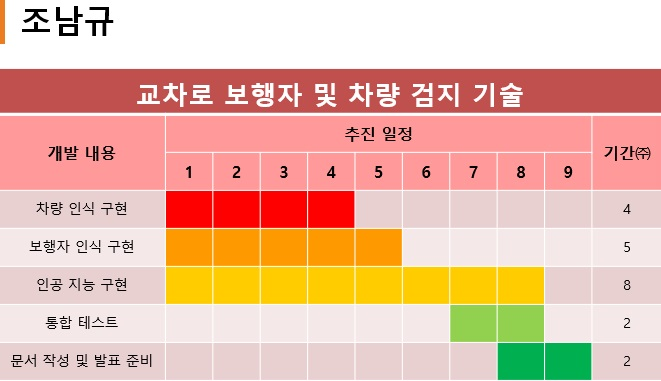 조남규
교차로 보행자 및 차량 검지 기술
개발 내용 추진 일정 기간㈜
1 2 3 4 5 6 7 8 9
차량 인식 구현 4
보행자 인식 구현 5
인공 지능 구현 8
통합 테스트 2
문서 작성 및 발표 준비 2